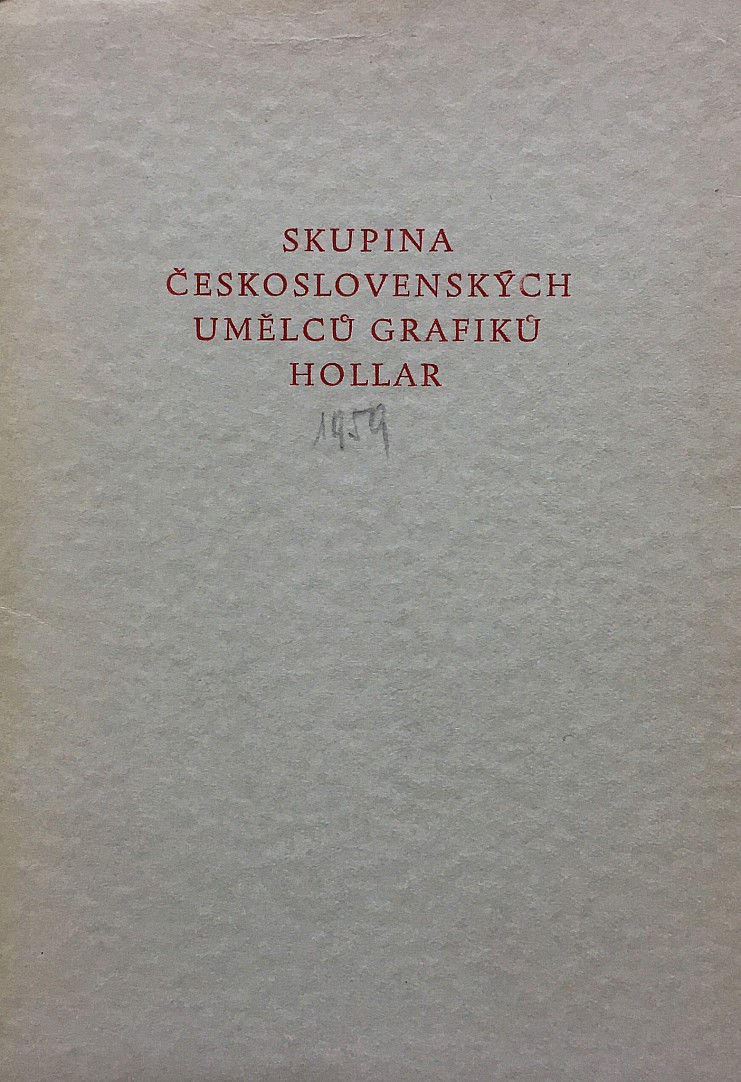 SKUPINA
ČESKOSLOVENSKÝCH
UMĚLCŮ GRAFIKŮ
HOLLAR
1959